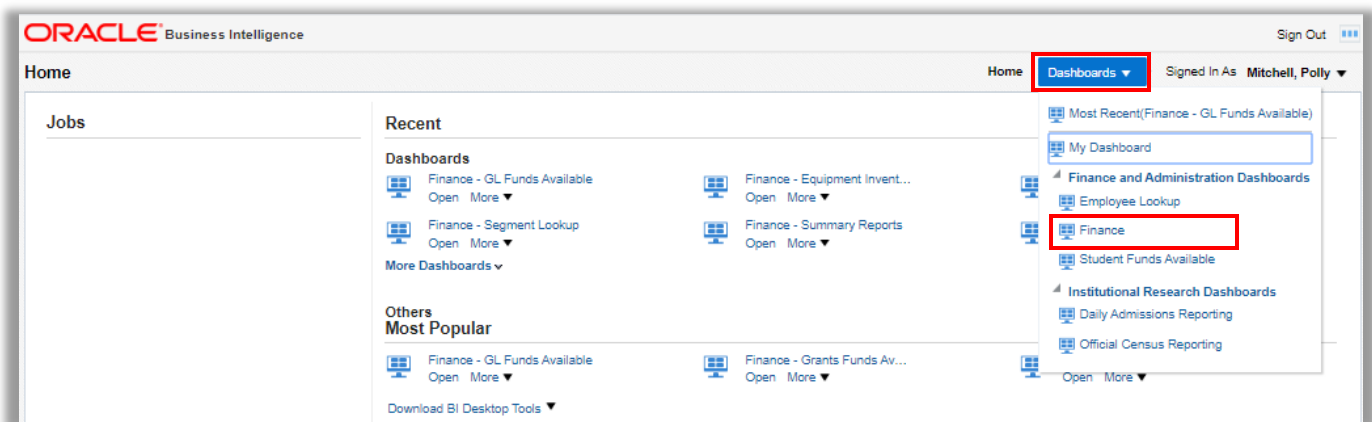 ORACLE Business Intelligence
Sign Out
Home
Home Dashboards Signed In As Mitchell, Polly
Jobs
Recent
Dashboards
Finance - GL Funds Available
Open More
Finance - Equipment Invent...
Open More
Finance - Segment Lookup
Open More
Finance - Summary Reports
Open More
More Dashboards
Others
Most Popular
Finance - GL Funds Available
Open More
Finance - Grants Funds Av...
Open More
Open More
Download BI Desktop Tools
Most Recent(Finance - GL Funds Available)
My Dashboard
Finance and Administration Dashboards
Employee Lookup
Finance
Student Funds Available
Institutional Research Dashboards
Daily Admissions Reporting
Official Census Reporting